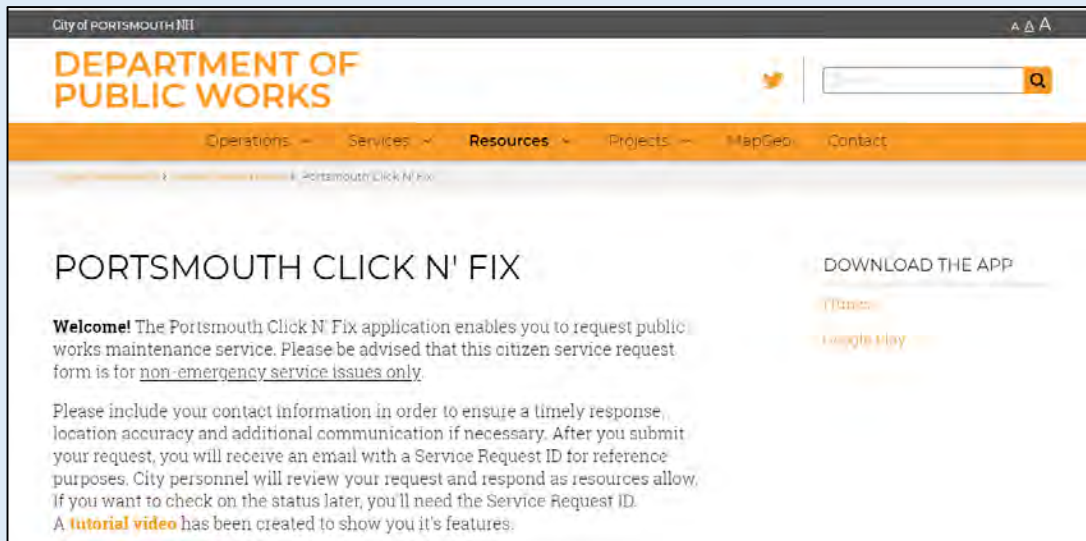 City of PORTSMOUTH NH
A A A
DEPARTMENT OF
PUBLIC WORKS
Operations Services Resources Projects MapGeo Contact
Portsmouth Click N' Fix
PORTSMOUTH CLICK N' FIX
DOWNLOAD THE APP
iTunes
Google Play
Welcome! The Portsmouth Click N' Fix application enables you to request public
works maintenance service. Please be advised that this citizen service request
form is for non-emergency service issues only.
Please include your contact information in order to ensure a timely response,
location accuracy and additional communication if necessary. After you submit
your request, you will receive an email with a Service Request ID for reference
purposes. City personnel will review your request and respond as resources allow.
If you want to check on the status later, you'll need the Service Request ID.
A tutorial video has been created to show you it's features.